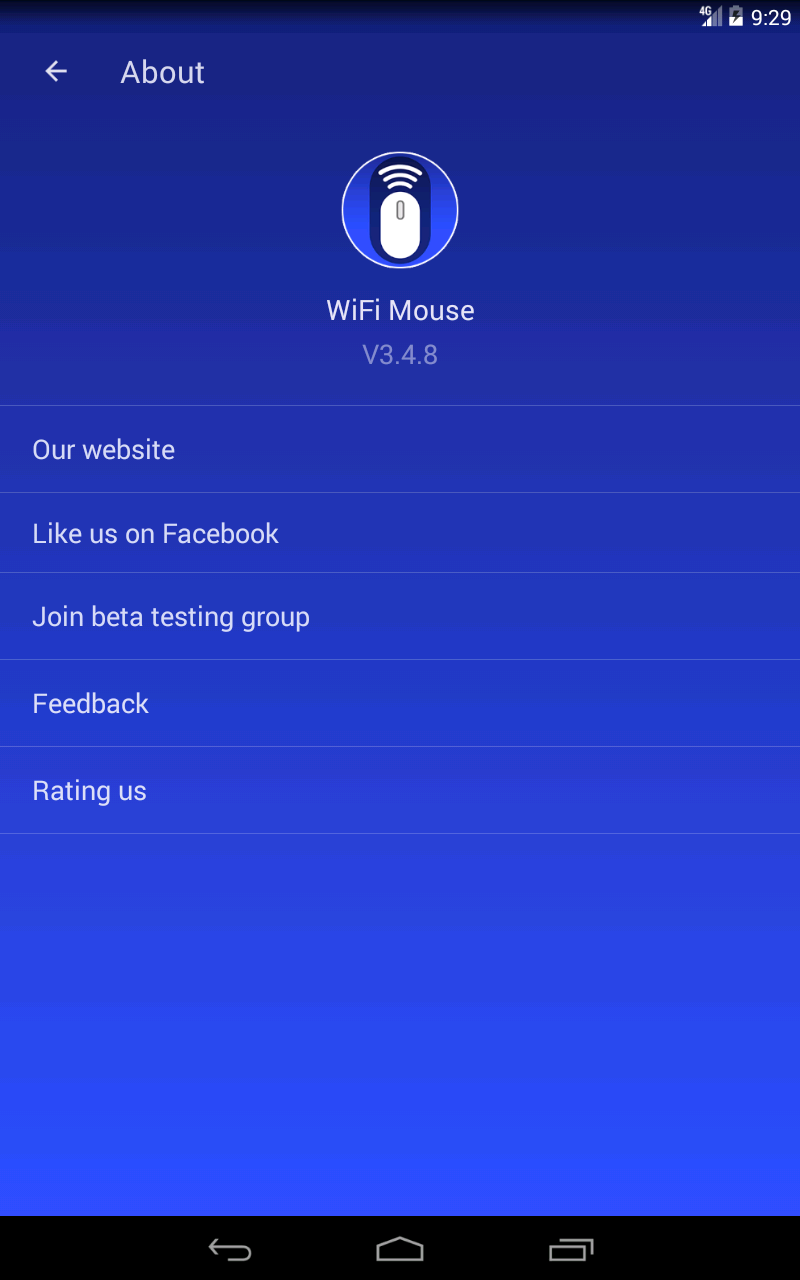 4G 9:29
About
WiFi Mouse
V3.4.8
Our website
Like us on Facebook
Join beta testing group
Feedback
Rating us